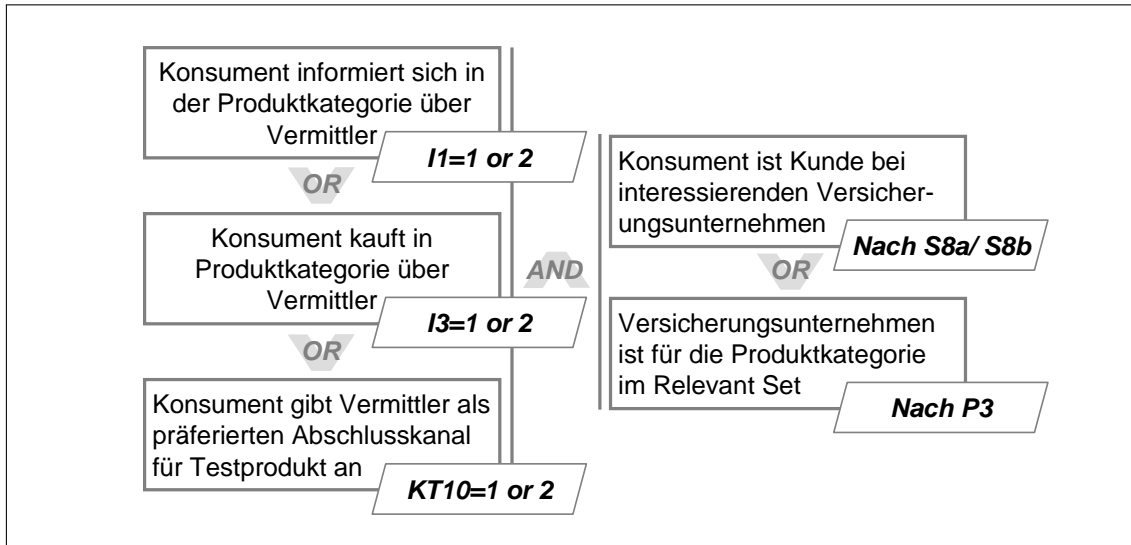 Konsument informiert sich in
der Produktkategorie über
Vermittler
I1=1 or 2
OR
Konsument kauft in
Produktkategorie über
Vermittler
I3=1 or 2
OR
Konsument gibt Vermittler als
präferierten Abschlusskanal
für Testprodukt an
KT10=1 or 2
AND
Konsument ist Kunde bei
interessierenden Versicher-
ungsunternehmen
Nach S8a/ S8b
OR
Versicherungsunternehmen
ist für die Produktkategorie
im Relevant Set
Nach P3